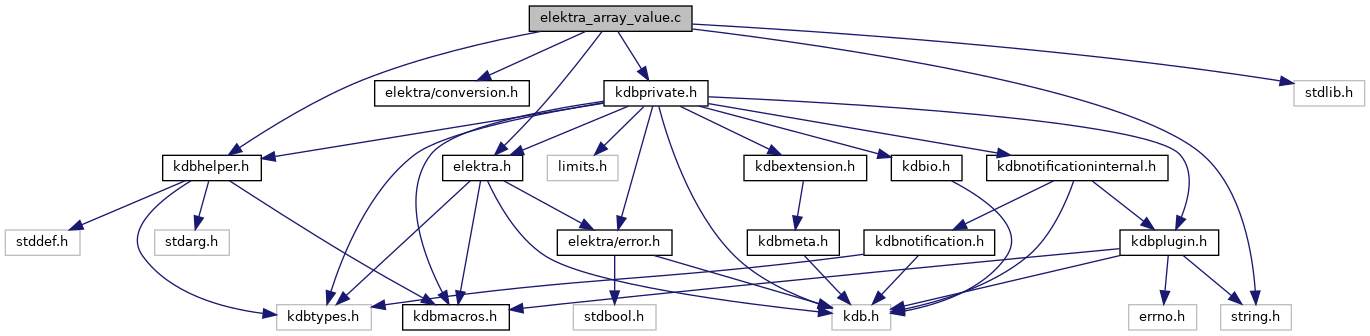 elektra_array_value.c
elektra/conversion.h
kdbprivate.h
stdlib.h
kdbhelper.h
elektra.h
limits.h
kdbextension.h
kdbio.h
kdbnotificationinternal.h
stddef.h
stdarg.h
elektra/error.h
kdbmeta.h
kdbnotification.h
kdbplugin.h
kdbtypes.h
kdbmacros.h
stdbool.h
kdb.h
errno.h
string.h